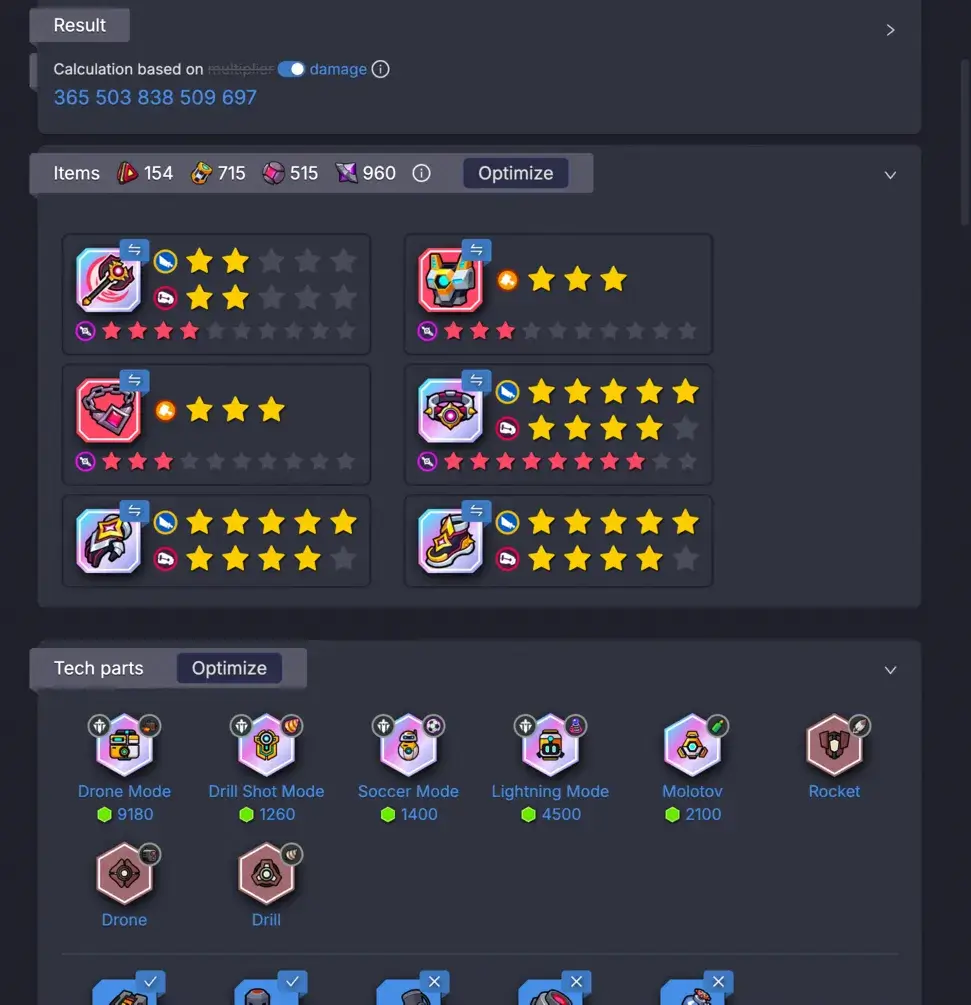 Result
Calculation based on multiplier damage
365 503 838 509 697
Items 154 715 515 960 Optimize
Tech parts Optimize
Drone Mode Drill Shot Mode Soccer Mode Lightning Mode Molotov Rocket
9180 1260 1400 4500 2100
Drone Drill